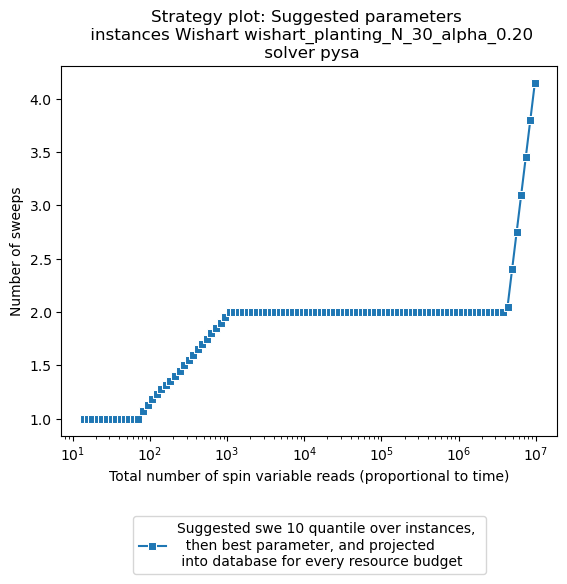 Strategy plot: Suggested parameters
instances Wishart wishart_planting_N_30_alpha_0.20
solver pysa
4.0
3.5
3.0
2.5
2.0
1.5
1.0
Number of sweeps
10¹
10²
10³
10⁴
10⁵
10⁶
10⁷
Total number of spin variable reads (proportional to time)
Suggested swe 10 quantile over instances,
then best parameter, and projected
into database for every resource budget